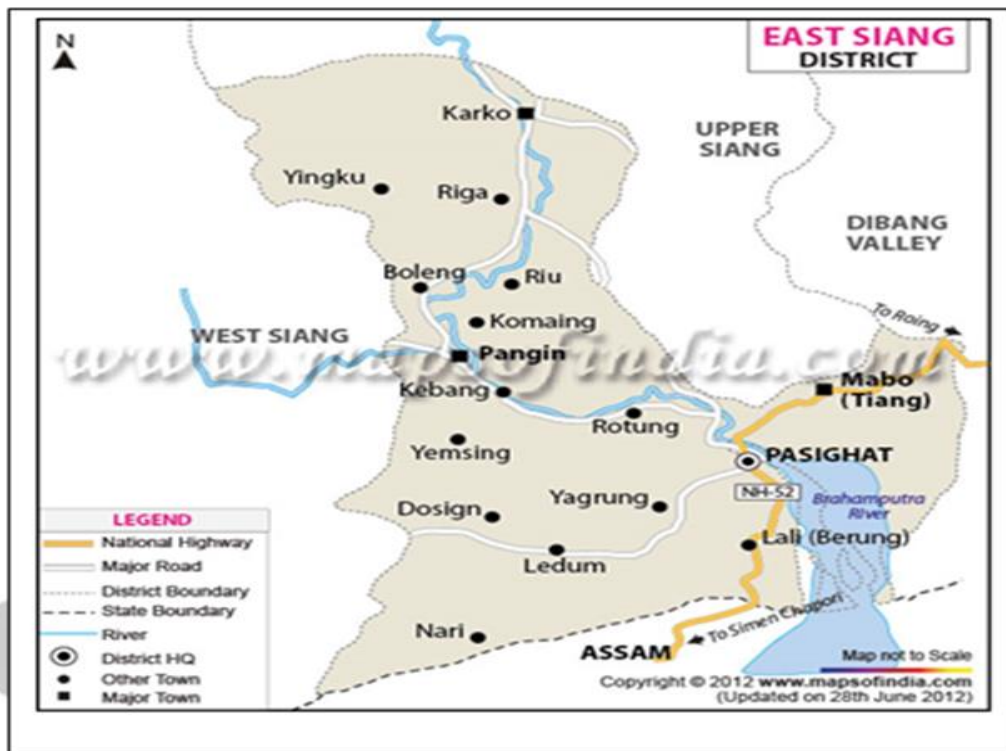 N
EAST SIANG
DISTRICT
Karko
UPPER
SIANG
Yingku
Riga
DIBANG
VALLEY
Boleng
Riu
To Roing
WEST SIANG
Komaing
www.mapsofindia.com
Pangin
Kebang
Mabo
(Tiang)
Rotung
Yemsing
PASIGHAT
NH-52
Brahamputra
River
Yagrung
Dosign
Lali (Berung)
Ledum
Nari
To Simen Chapori
ASSAM
LEGEND
National Highway
Major Road
District Boundary
State Boundary
River
District HQ
Other Town
Major Town
Map not to Scale
Copyright © 2012 www.mapsofindia.com
(Updated on 28th June 2012)